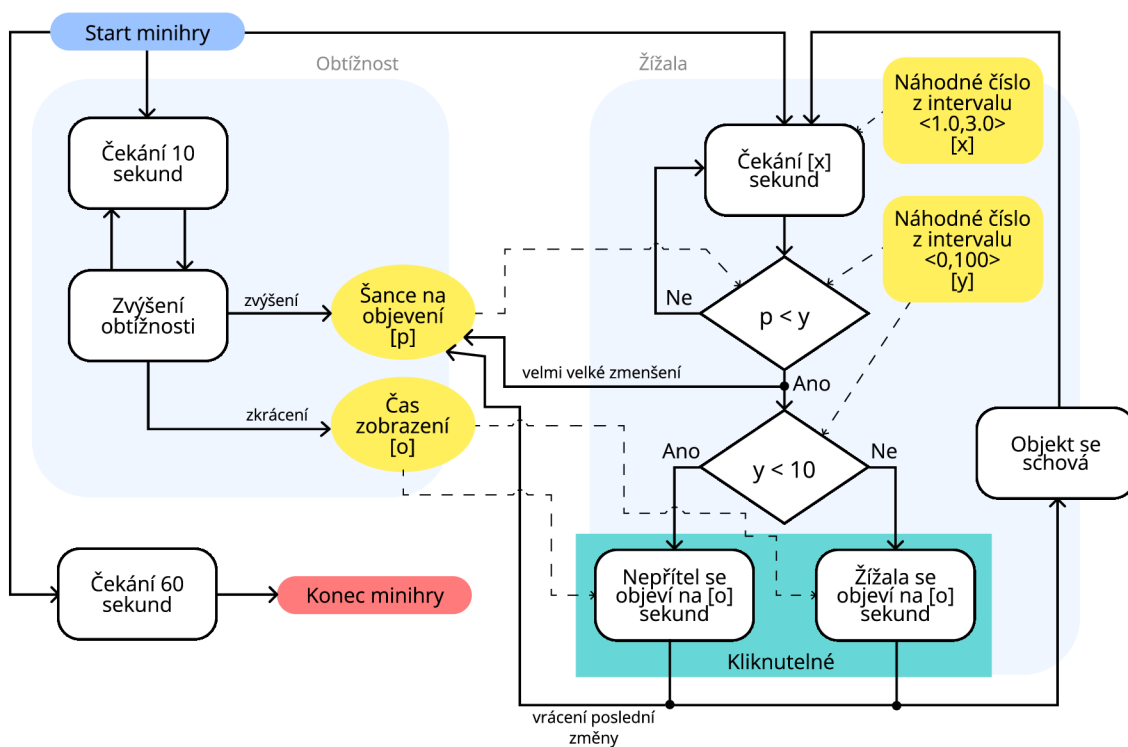 Start minihry
Obtížnost
Žížala
Náhodné číslo
z intervalu
<1.0,3.0>
[x]
Čekání 10
sekund
Čekání [x]
sekund
Náhodné číslo
z intervalu
<0,100>
[y]
Zvýšení
obtížnosti
zvýšení
Šance na
objevení
[p]
Ne
p < y
velmi velké zmenšení
Ano
zkrácení
Čas
zobrazení
[o]
Ano
y < 10
Ne
Objekt se
schová
Čekání 60
sekund
Konec minihry
Nepřítel se
objeví na [o]
sekund
Žížala se
objeví na [o]
sekund
Kliknutelné
vrácení poslední
změny